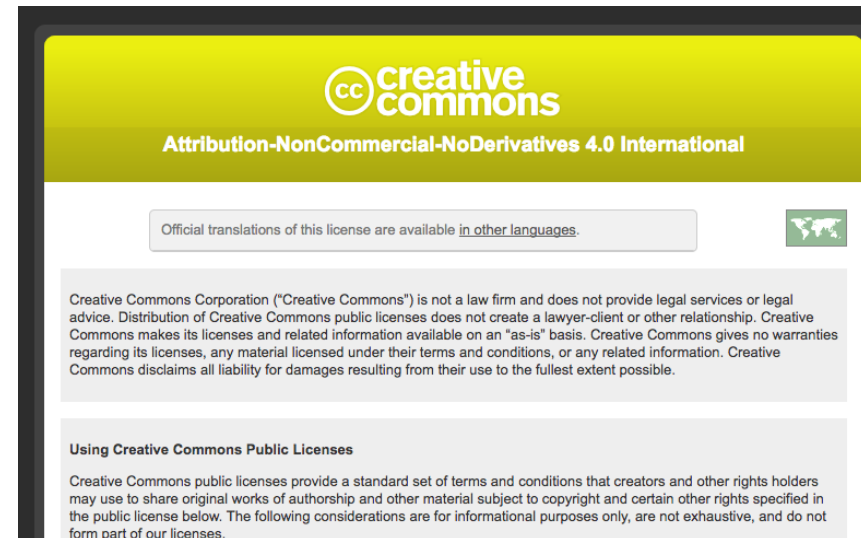 cc creative
commons
Attribution-NonCommercial-NoDerivatives 4.0 International
Official translations of this license are available in other languages.
Creative Commons Corporation (“Creative Commons”) is not a law firm and does not provide legal services or legal
advice. Distribution of Creative Commons public licenses does not create a lawyer-client or other relationship. Creative
Commons makes its licenses and related information available on an “as-is” basis. Creative Commons gives no warranties
regarding its licenses, any material licensed under their terms and conditions, or any related information. Creative
Commons disclaims all liability for damages resulting from their use to the fullest extent possible.
Using Creative Commons Public Licenses
Creative Commons public licenses provide a standard set of terms and conditions that creators and other rights holders
may use to share original works of authorship and other material subject to copyright and certain other rights specified in
the public license below. The following considerations are for informational purposes only, are not exhaustive, and do not
form part of our licenses.